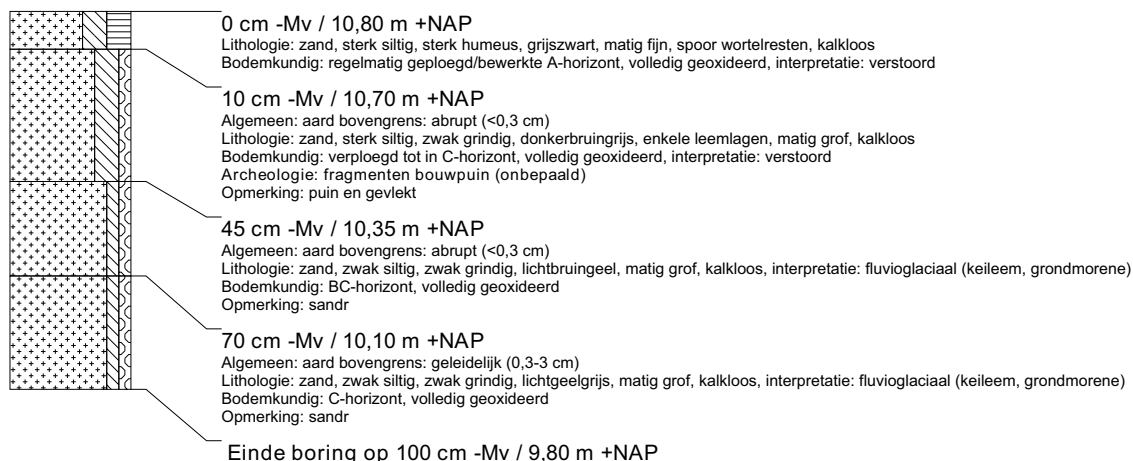 0 cm -Mv / 10,80 m +NAP
Lithologie: zand, sterk siltig, sterk humeus, grijszwart, matig fijn, spoor wortelresten, kalkloos
Bodemkundig: regelmatig geploegd/bewerkte A-horizont, volledig geoxideerd, interpretatie: verstoord
10 cm -Mv / 10,70 m +NAP
Algemeen: aard bovengrens: abrupt (<0,3 cm)
Lithologie: zand, sterk siltig, zwak grindig, donkerbruingrijs, enkele leemlagen, matig grof, kalkloos
Bodemkundig: verploegd tot in C-horizont, volledig geoxideerd, interpretatie: verstoord
Archeologie: fragmenten bouwpuin (onbepaald)
Opmerking: puin en gevlekt
45 cm -Mv / 10,35 m +NAP
Algemeen: aard bovengrens: abrupt (<0,3 cm)
Lithologie: zand, zwak siltig, zwak grindig, lichtbruingeel, matig grof, kalkloos, interpretatie: fluvioglaciaal (keileem, grondmorene)
Bodemkundig: BC-horizont, volledig geoxideerd
Opmerking: sandr
70 cm -Mv / 10,10 m +NAP
Algemeen: aard bovengrens: geleidelijk (0,3-3 cm)
Lithologie: zand, zwak siltig, zwak grindig, lichtgeelgrijs, matig grof, kalkloos, interpretatie: fluvioglaciaal (keileem, grondmorene)
Bodemkundig: C-horizont, volledig geoxideerd
Opmerking: sandr
Einde boring op 100 cm -Mv / 9,80 m +NAP